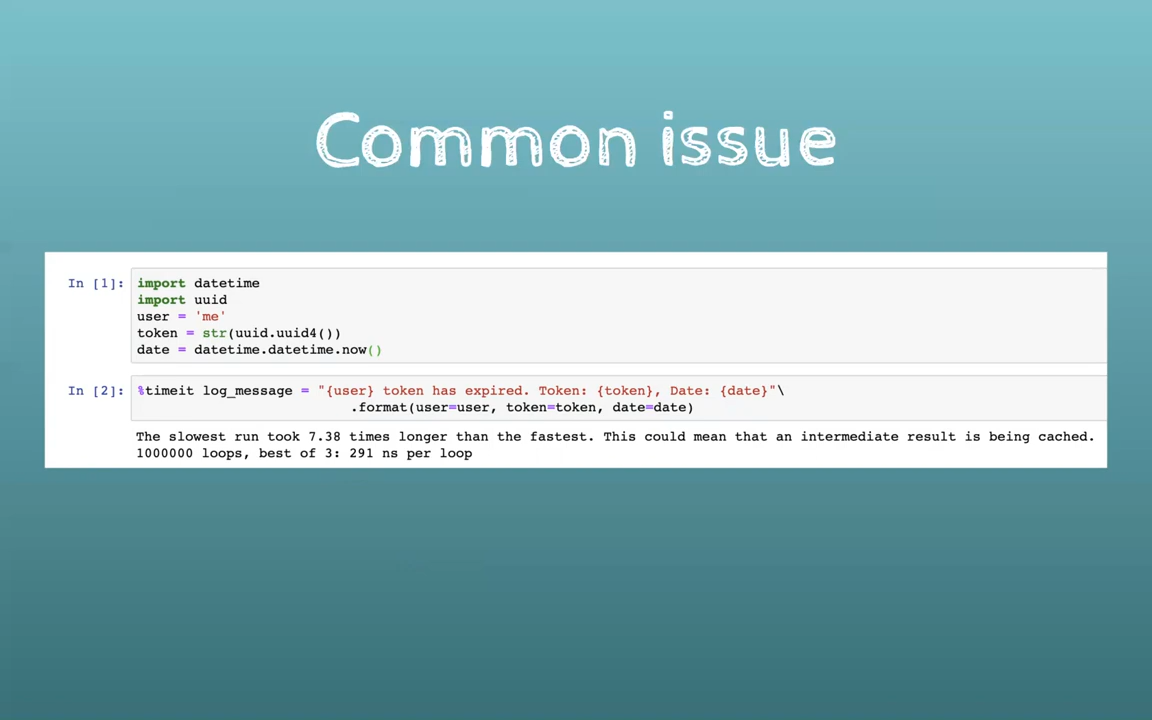 Common issue
In [1]: import datetime
import uuid
user = 'me'
token = str(uuid.uuid4())
date = datetime.datetime.now()
In [2]: %timeit log_message = "{user} token has expired. Token: {token}, Date: {date}"\
.format(user=user, token=token, date=date)
The slowest run took 7.38 times longer than the fastest. This could mean that an intermediate result is being cached.
1000000 loops, best of 3: 291 ns per loop